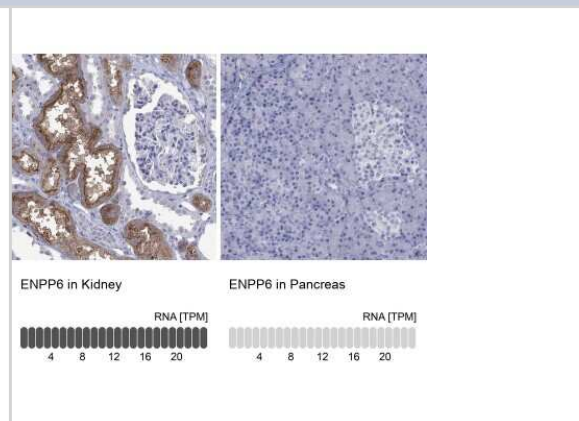 ENPP6 in Kidney
RNA [TPM]
4 8 12 16 20
ENPP6 in Pancreas
RNA [TPM]
4 8 12 16 20